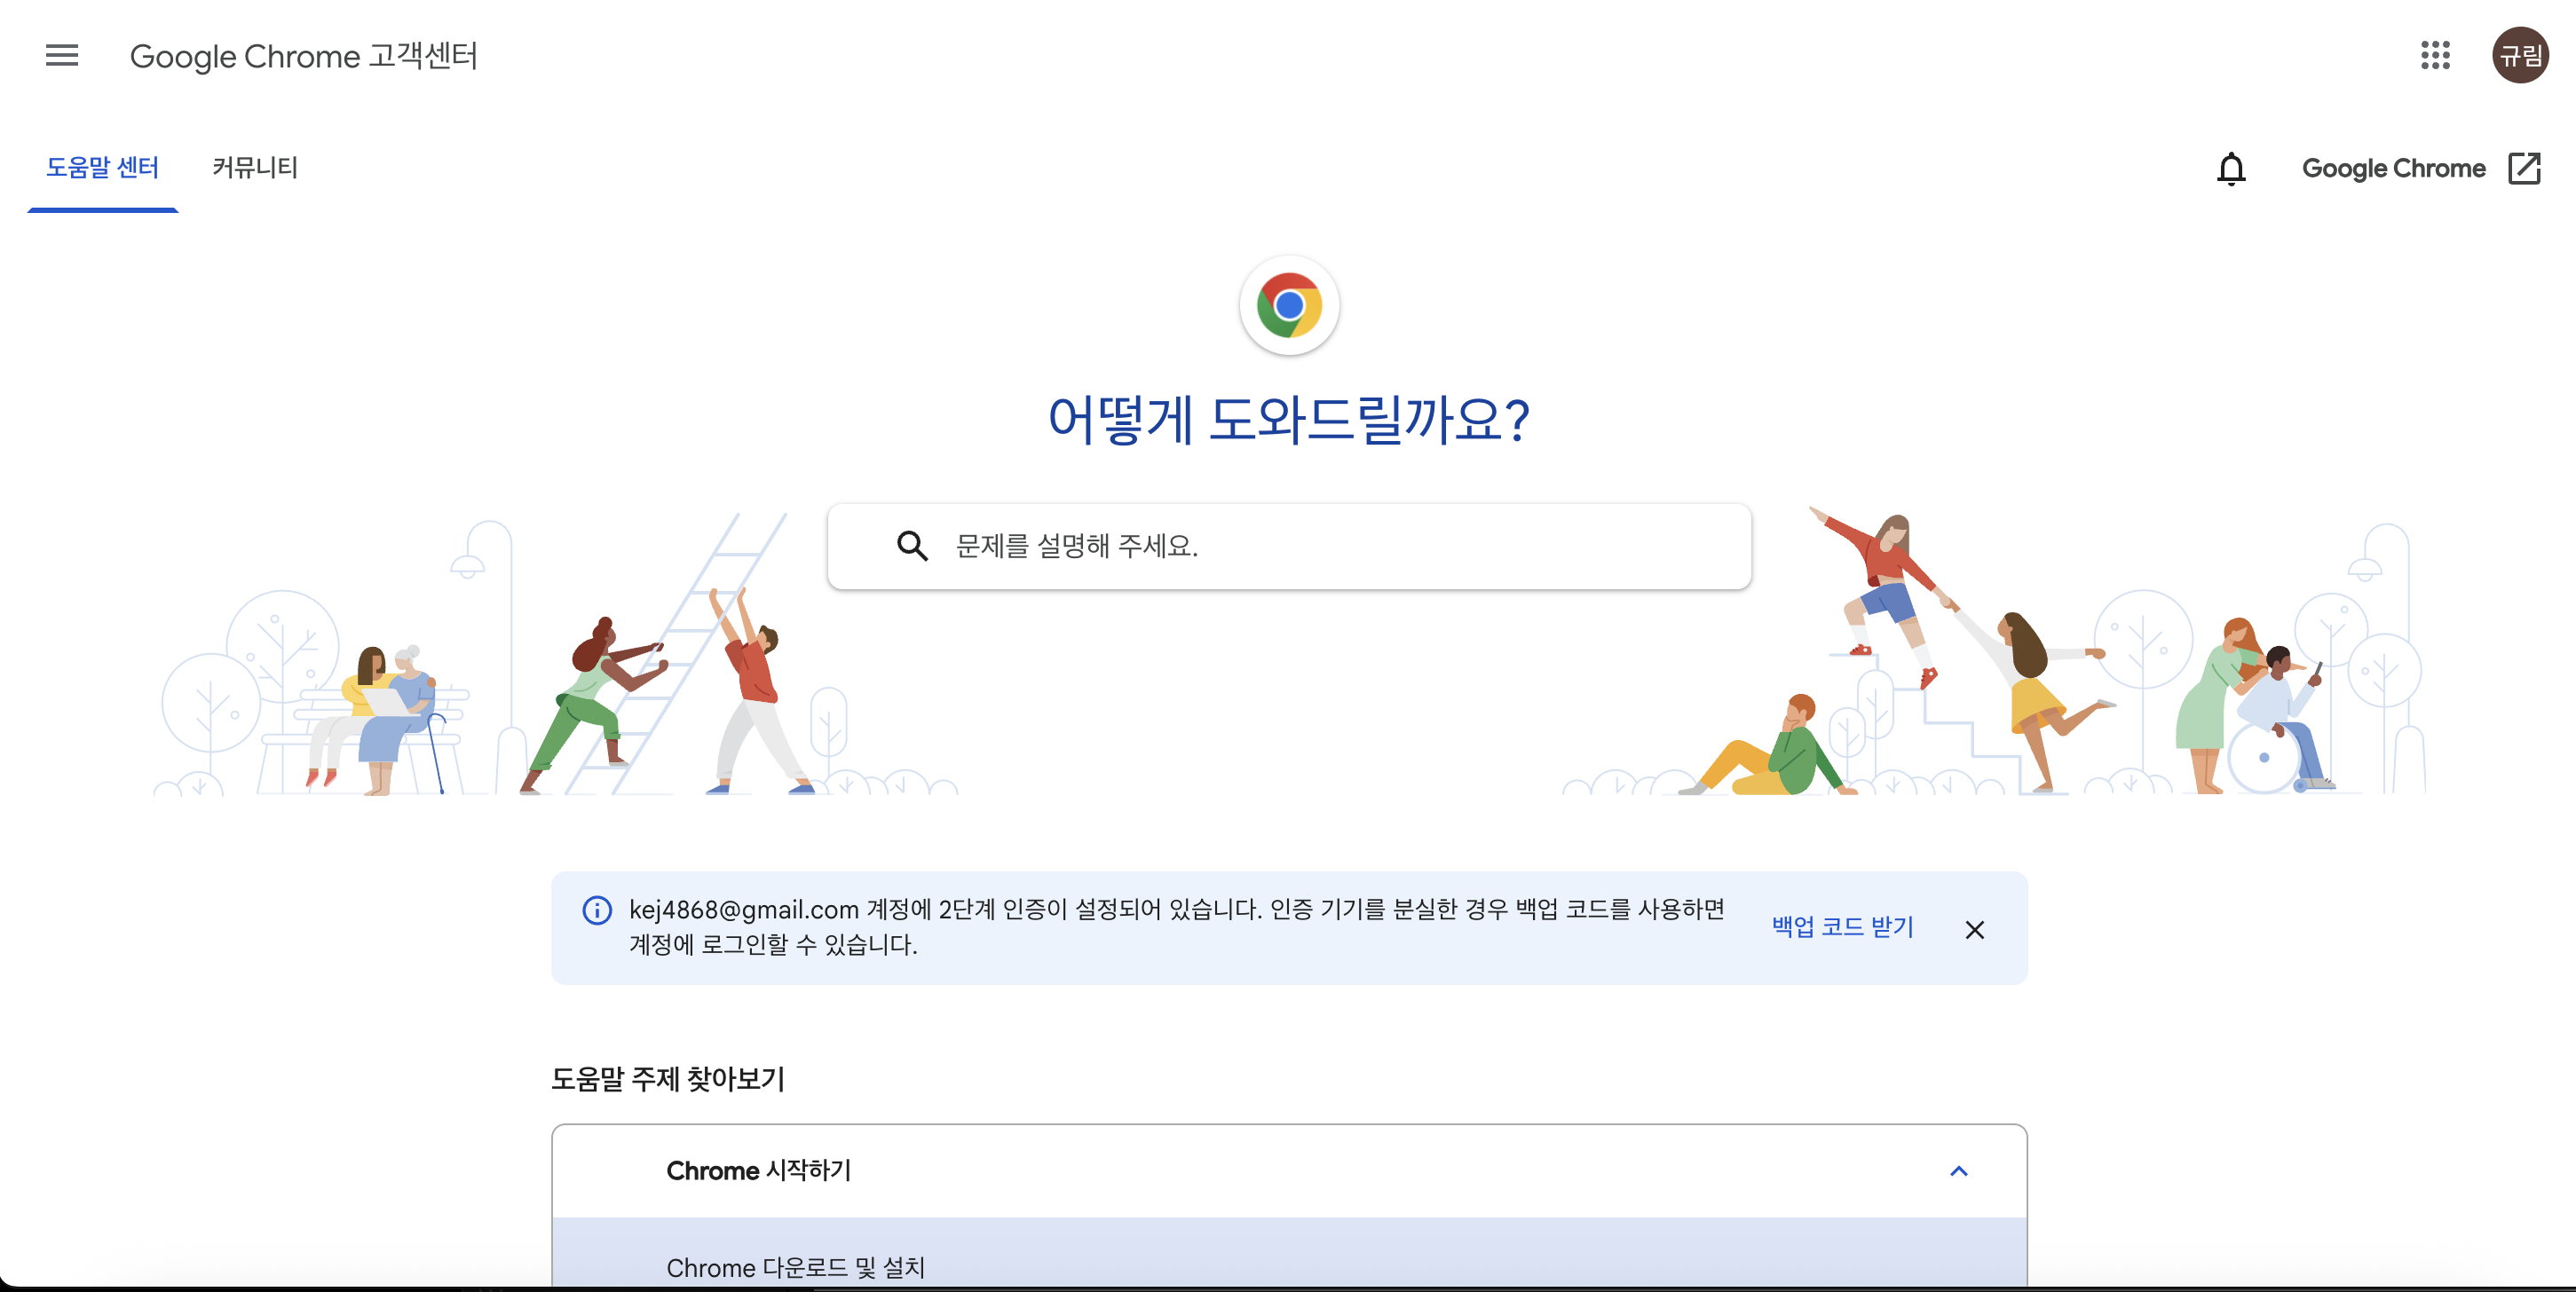 Google Chrome 고객센터
규림
도움말 센터
커뮤니티
Google Chrome
어떻게 도와드릴까요?
문제를 설명해 주세요.
kej4868@gmail.com 계정에 2단계 인증이 설정되어 있습니다. 인증 기기를 분실한 경우 백업 코드를 사용하면
계정에 로그인할 수 있습니다.
백업 코드 받기
도움말 주제 찾아보기
Chrome 시작하기
Chrome 다운로드 및 설치